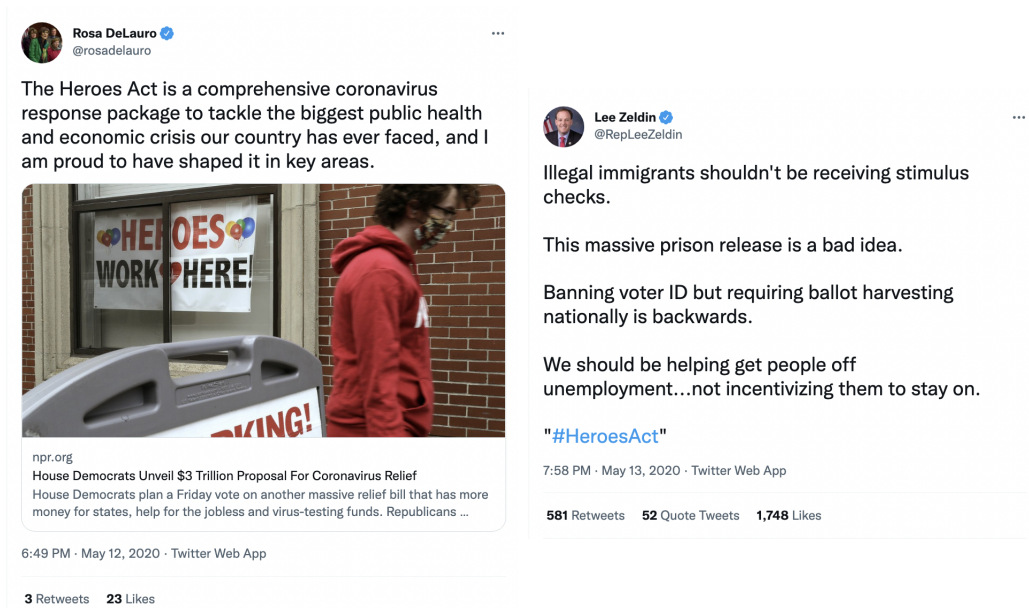 Rosa DeLauro
@rosadelauro
The Heroes Act is a comprehensive coronavirus
response package to tackle the biggest public health
and economic crisis our country has ever faced, and I
am proud to have shaped it in key areas.
HEROES
WORK HERE!
RKING!
npr.org
House Democrats Unveil $3 Trillion Proposal For Coronavirus Relief
House Democrats plan a Friday vote on another massive relief bill that has more
money for states, help for the jobless and virus-testing funds. Republicans ...
6:49 PM · May 12, 2020 · Twitter Web App
3 Retweets 23 Likes
Lee Zeldin
@RepLeeZeldin
Illegal immigrants shouldn't be receiving stimulus
checks.
This massive prison release is a bad idea.
Banning voter ID but requiring ballot harvesting
nationally is backwards.
We should be helping get people off
unemployment...not incentivizing them to stay on.
"#HeroesAct"
7:58 PM · May 13, 2020 · Twitter Web App
581 Retweets 52 Quote Tweets 1,748 Likes